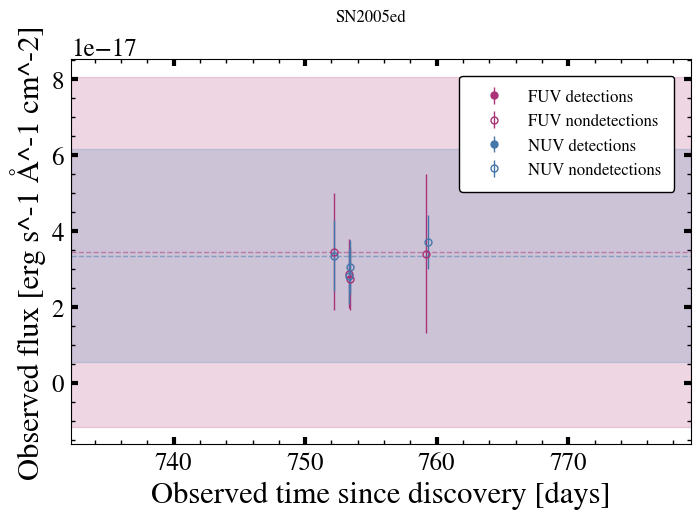 SN2005ed
1e−17
Observed flux [erg s^-1 Å^-1 cm^-2]
8
6
4
2
0
FUV detections
FUV nondetections
NUV detections
NUV nondetections
740 750 760 770
Observed time since discovery [days]